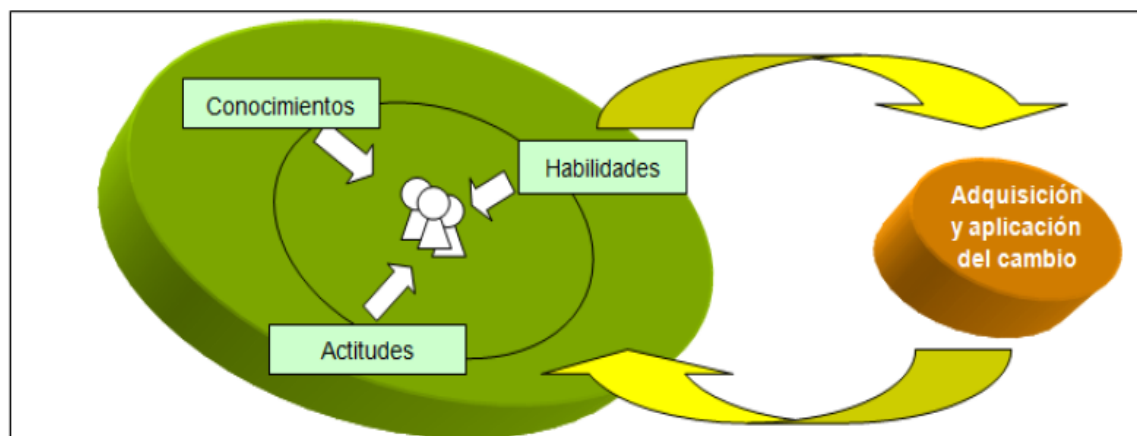 Conocimientos
Habilidades
Actitudes
Adquisición
y aplicación
del cambio